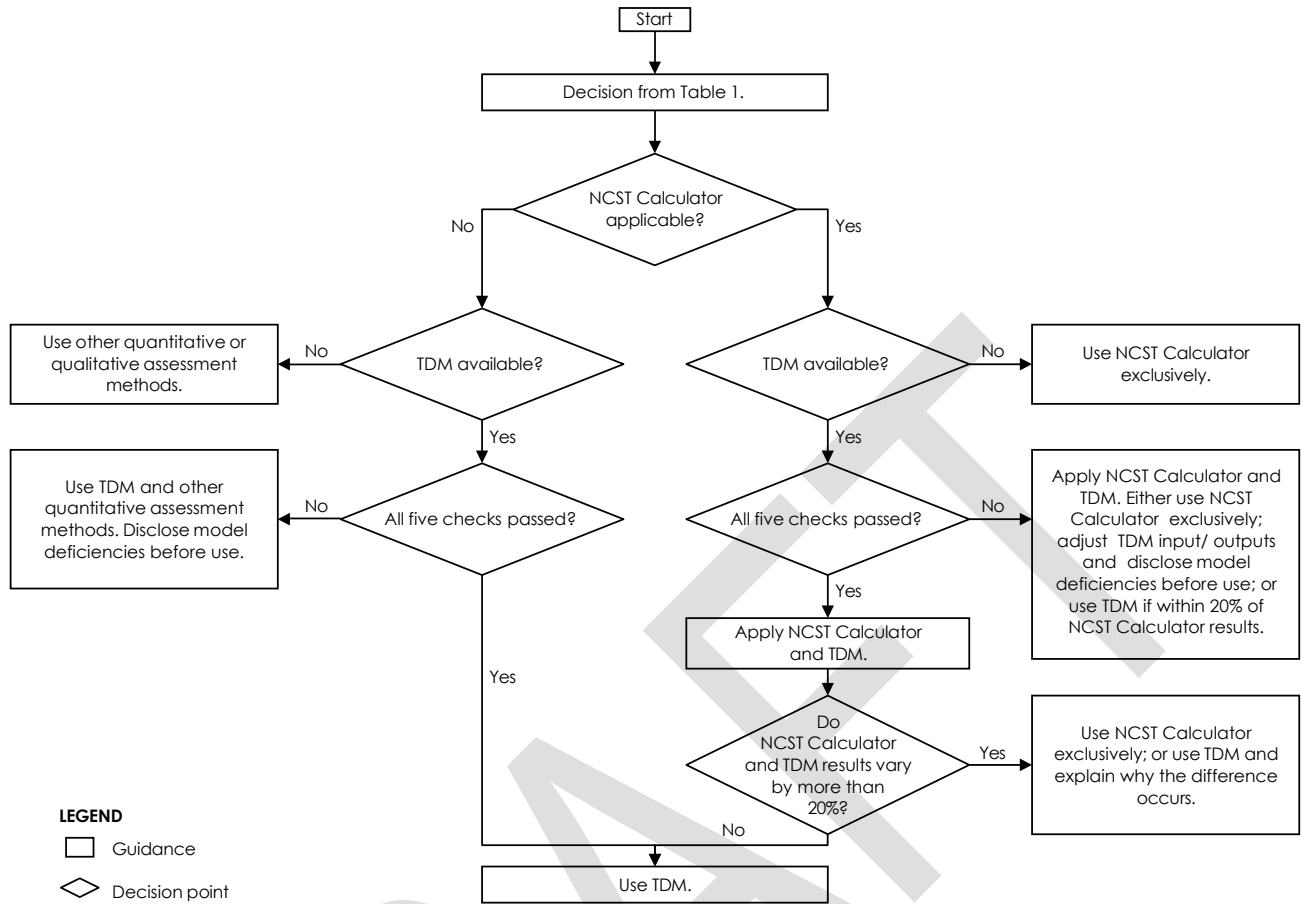 Start
Decision from Table 1.
NCST Calculator
applicable?
No
Yes
Use other quantitative or
qualitative assessment
methods.
No
TDM available?
TDM available?
No
Use NCST Calculator
exclusively.
Yes
Yes
Use TDM and other
quantitative assessment
methods. Disclose model
deficiencies before use.
No
All five checks passed?
All five checks passed?
No
Apply NCST Calculator and
TDM. Either use NCST
Calculator exclusively;
adjust TDM input/ outputs
and disclose model
deficiencies before use; or
use TDM if within 20% of
NCST Calculator results.
Yes
Apply NCST Calculator
and TDM.
Yes
Do
NCST Calculator
and TDM results vary
by more than
20%?
Yes
Use NCST Calculator
exclusively; or use TDM and
explain why the difference
occurs.
No
Use TDM.
LEGEND
Guidance
Decision point
DRAFT